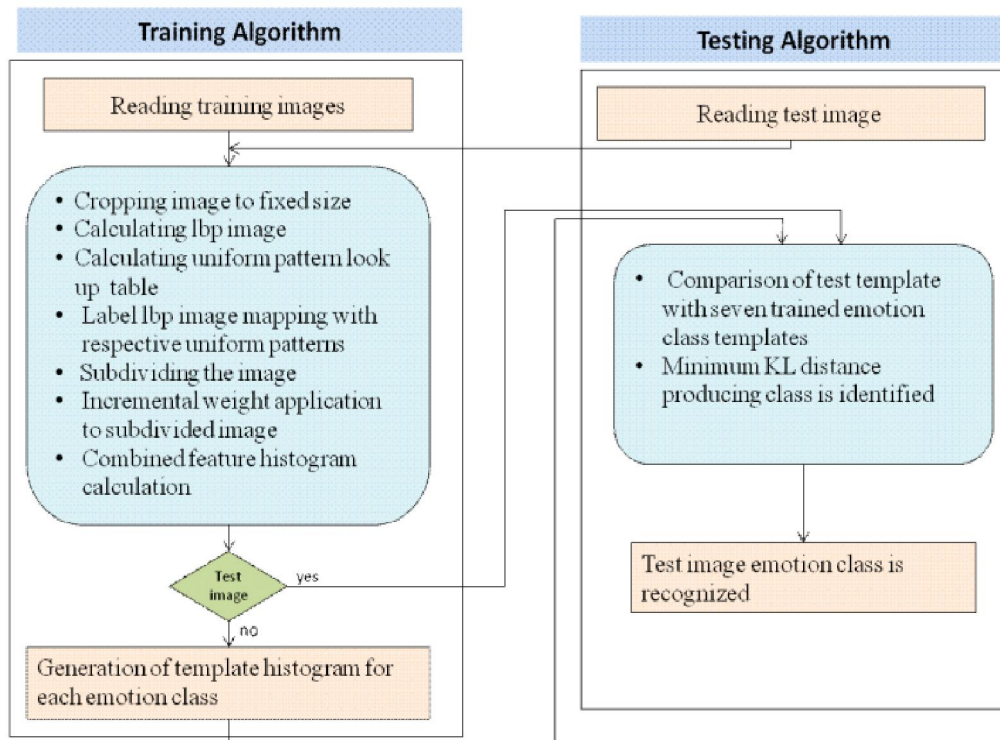 Training Algorithm
Reading training images
• Cropping image to fixed size
• Calculating lbp image
• Calculating uniform pattern look
up table
• Label lbp image mapping with
respective uniform patterns
• Subdividing the image
• Incremental weight application
to subdivided image
• Combined feature histogram
calculation
Test
image
yes
no
Generation of template histogram for
each emotion class
Testing Algorithm
Reading test image
• Comparison of test template
with seven trained emotion
class templates
• Minimum KL distance
producing class is identified
Test image emotion class is
recognized